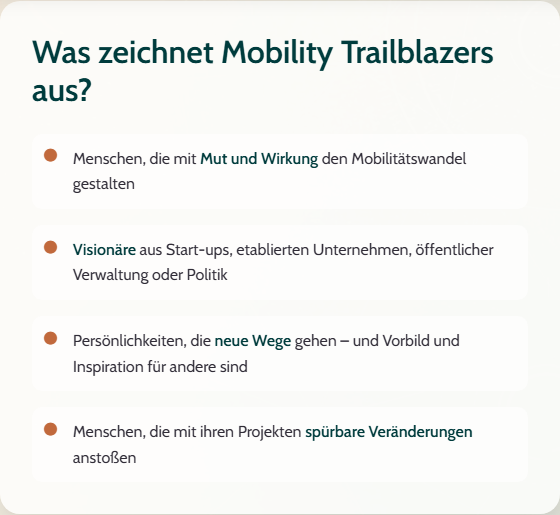 Was zeichnet Mobility Trailblazers
aus?
Menschen, die mit Mut und Wirkung den Mobilitätswandel
gestalten
Visionäre aus Start-ups, etablierten Unternehmen, öffentlicher
Verwaltung oder Politik
Persönlichkeiten, die neue Wege gehen – und Vorbild und
Inspiration für andere sind
Menschen, die mit ihren Projekten spürbare Veränderungen
anstoßen